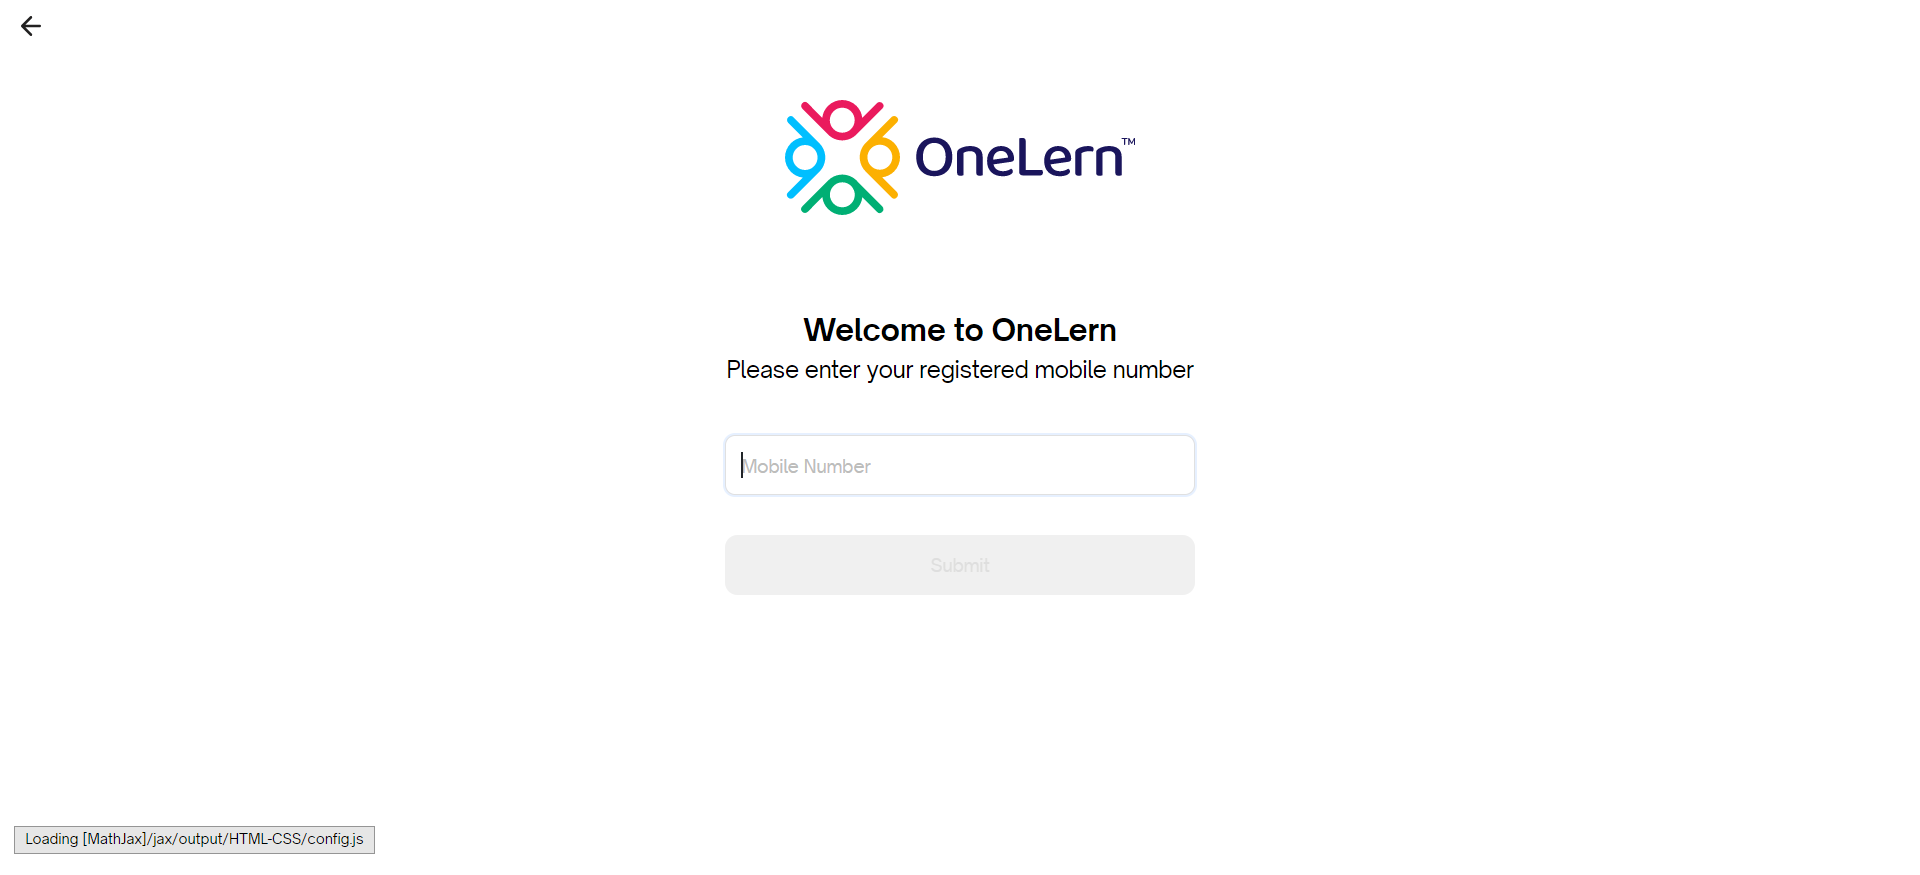 OneLern™
Welcome to OneLern
Please enter your registered mobile number
Mobile Number
Submit
Loading [MathJax]/jax/output/HTML-CSS/config.js